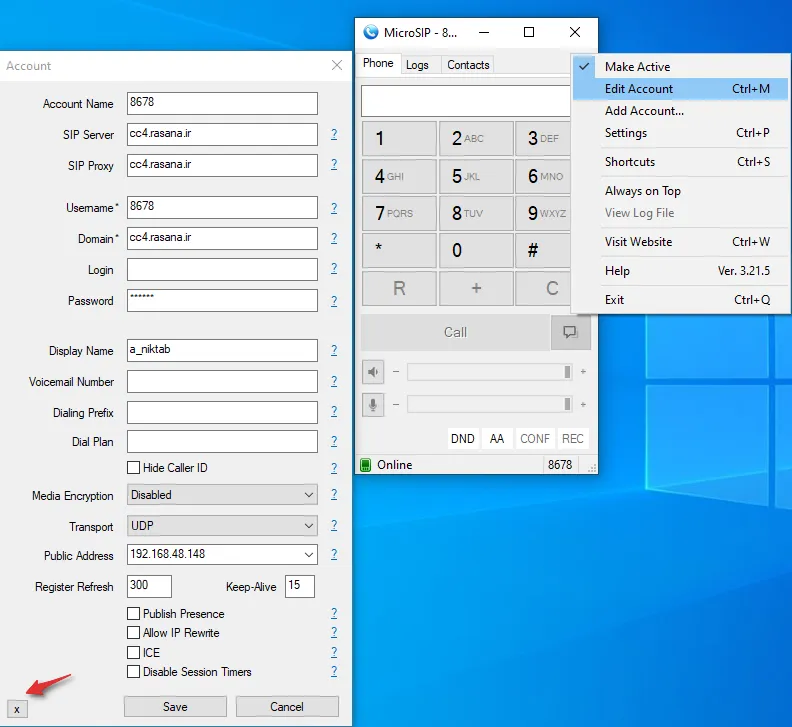 Account
Account Name 8678
SIP Server cc4.rasana.ir ?
SIP Proxy cc4.rasana.ir ?
Username* 8678 ?
Domain* cc4.rasana.ir ?
Login ?
Password ****** ?
Display Name a_niktab ?
Voicemail Number ?
Dialing Prefix ?
Dial Plan ?
Hide Caller ID ?
Media Encryption Disabled ?
Transport UDP ?
Public Address 192.168.48.148 ?
Register Refresh 300 Keep-Alive 15
Publish Presence ?
Allow IP Rewrite ?
ICE ?
Disable Session Timers ?
x Save Cancel
MicroSIP - 8...
Phone Logs Contacts
1 2 ABC 3 DEF
4 GHI 5 JKL 6 MNO
7 PQRS 8 TUV 9 WXYZ
* 0 #
R + C
Call
- +
- +
DND AA CONF REC
Online 8678
Make Active
Edit Account Ctrl+M
Add Account...
Settings Ctrl+P
Shortcuts Ctrl+S
Always on Top
View Log File
Visit Website Ctrl+W
Help Ver. 3.21.5
Exit Ctrl+Q